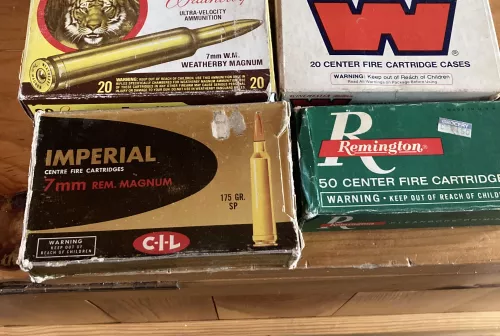 Weatherby
ULTRA-VELOCITY
AMMUNITION
7mm W.M.
WEATHERBY MAGNUM
20
20
W
®
20 CENTER FIRE CARTRIDGE CASES
WARNING: Keep out of Reach of Children
IMPERIAL
CENTRE FIRE CARTRIDGES
7mm REM. MAGNUM
175 GR.
SP
WARNING
KEEP OUT OF
REACH OF CHILDREN
C-I-L
R
Remington®
50 CENTER FIRE CARTRIDGE
WARNING • KEEP OUT OF REACH OF CHILD